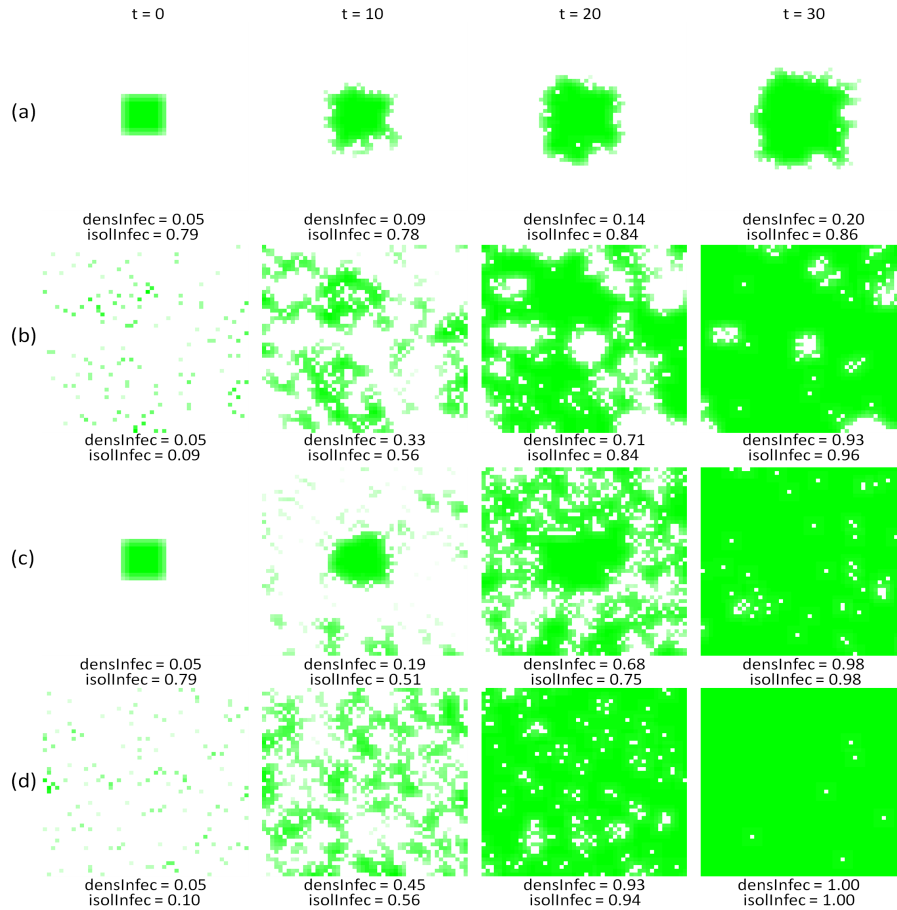 t = 0 t = 10 t = 20 t = 30
(a)
densInfec = 0.05 densInfec = 0.09 densInfec = 0.14 densInfec = 0.20
isolInfec = 0.79 isolInfec = 0.78 isolInfec = 0.84 isolInfec = 0.86
(b)
densInfec = 0.05 densInfec = 0.33 densInfec = 0.71 densInfec = 0.93
isolInfec = 0.09 isolInfec = 0.56 isolInfec = 0.84 isolInfec = 0.96
(c)
densInfec = 0.05 densInfec = 0.19 densInfec = 0.68 densInfec = 0.98
isolInfec = 0.79 isolInfec = 0.51 isolInfec = 0.75 isolInfec = 0.98
(d)
densInfec = 0.05 densInfec = 0.45 densInfec = 0.93 densInfec = 1.00
isolInfec = 0.10 isolInfec = 0.56 isolInfec = 0.94 isolInfec = 1.00